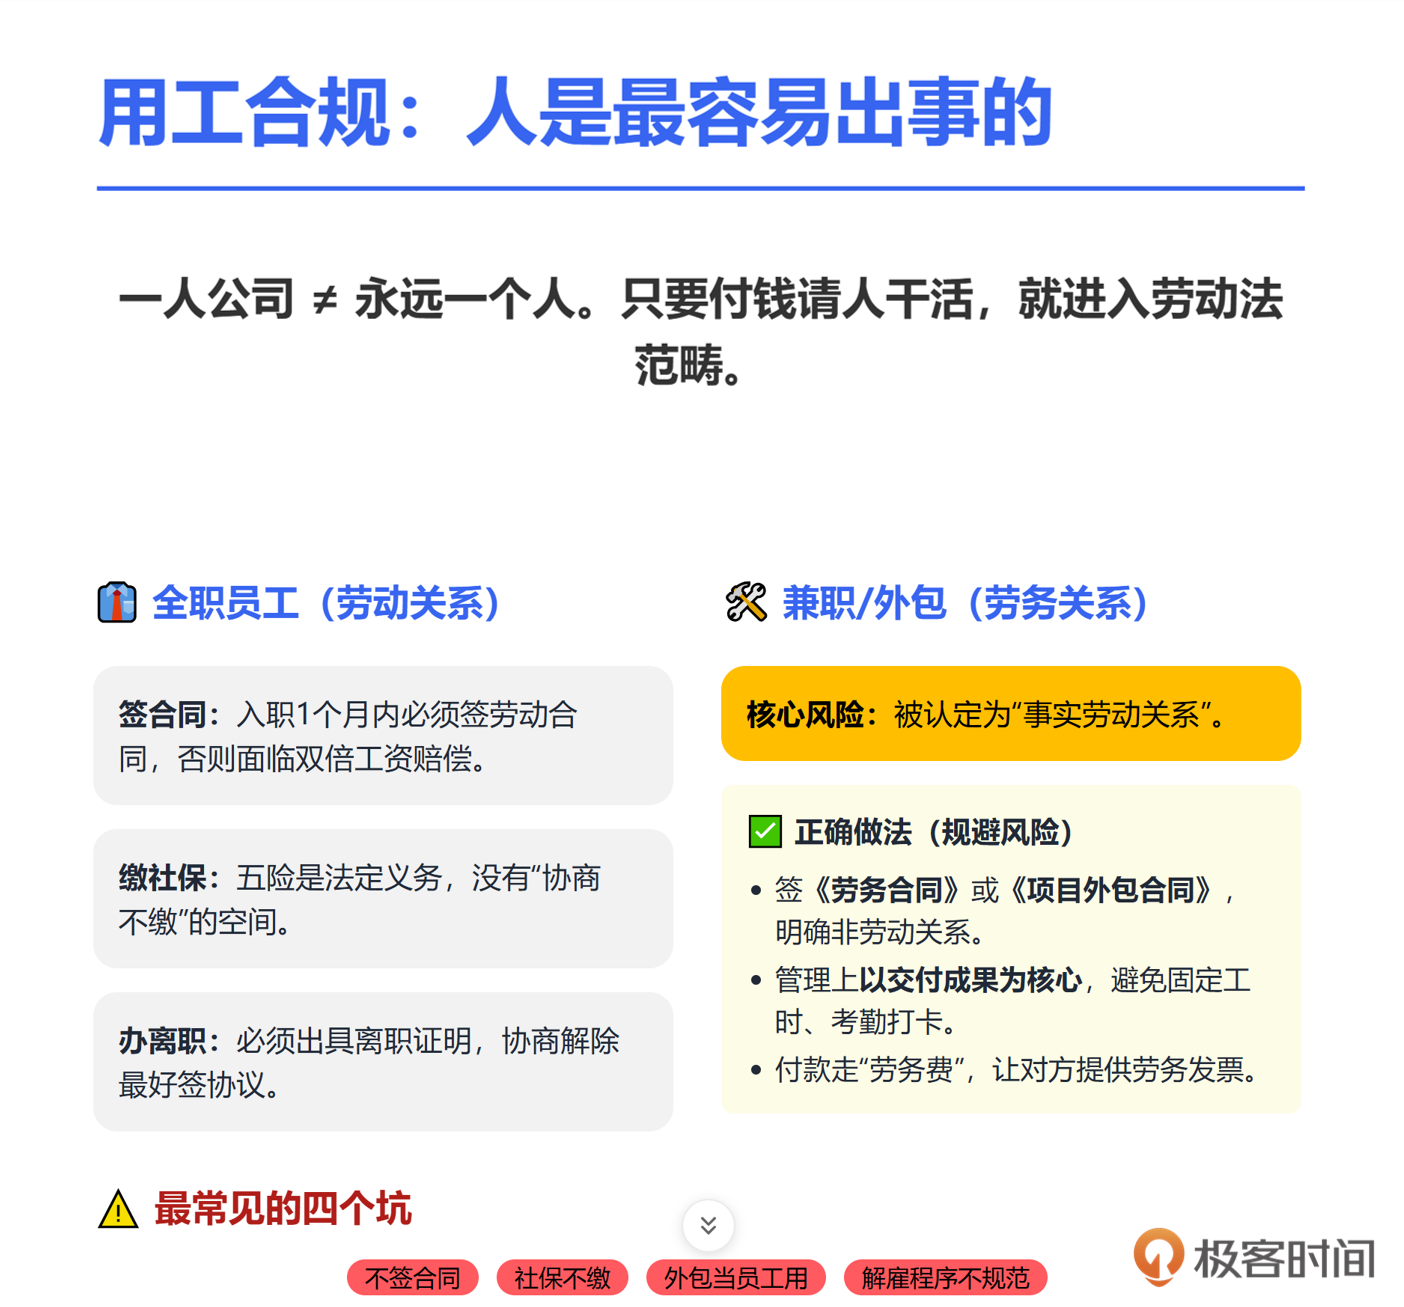 用工合规：人是最容易出事的
一人公司 ≠ 永远一个人。只要付钱请人干活，就进入劳动法
范畴。
全职员工（劳动关系）
签合同：入职1个月内必须签劳动合
同，否则面临双倍工资赔偿。
缴社保：五险是法定义务，没有“协商
不缴”的空间。
办离职：必须出具离职证明，协商解除
最好签协议。
兼职/外包（劳务关系）
核心风险：被认定为“事实劳动关系”。
正确做法（规避风险）
• 签《劳务合同》或《项目外包合同》，
明确非劳动关系。
• 管理上以交付成果为核心，避免固定工
时、考勤打卡。
• 付款走“劳务费”，让对方提供劳务发票。
最常见的四个坑
不签合同 社保不缴 外包当员工用 解雇程序不规范
极客时间